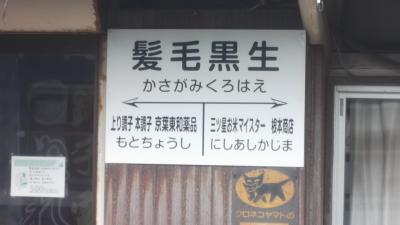 髪毛黒生
かさがみくろはえ
上り調子 本調子 京葉東和薬品
もとちょうし
三ツ星お米マイスター 根本商店
にしあしかじま
クロネコヤマトの
500